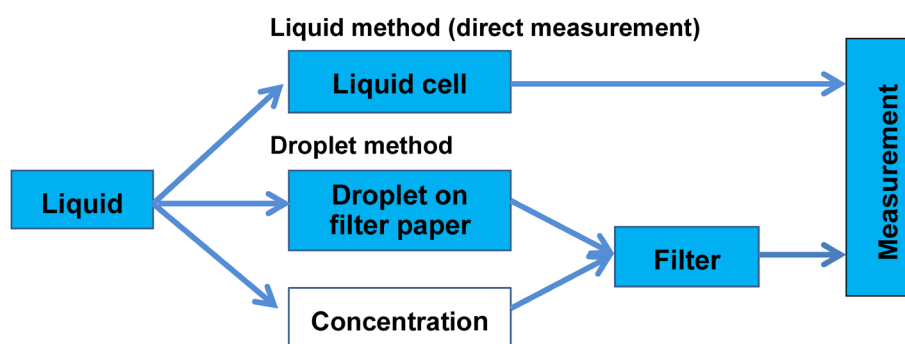 Liquid method (direct measurement)
Liquid cell
Droplet method
Liquid
Droplet on
filter paper
Filter
Concentration
Measurement